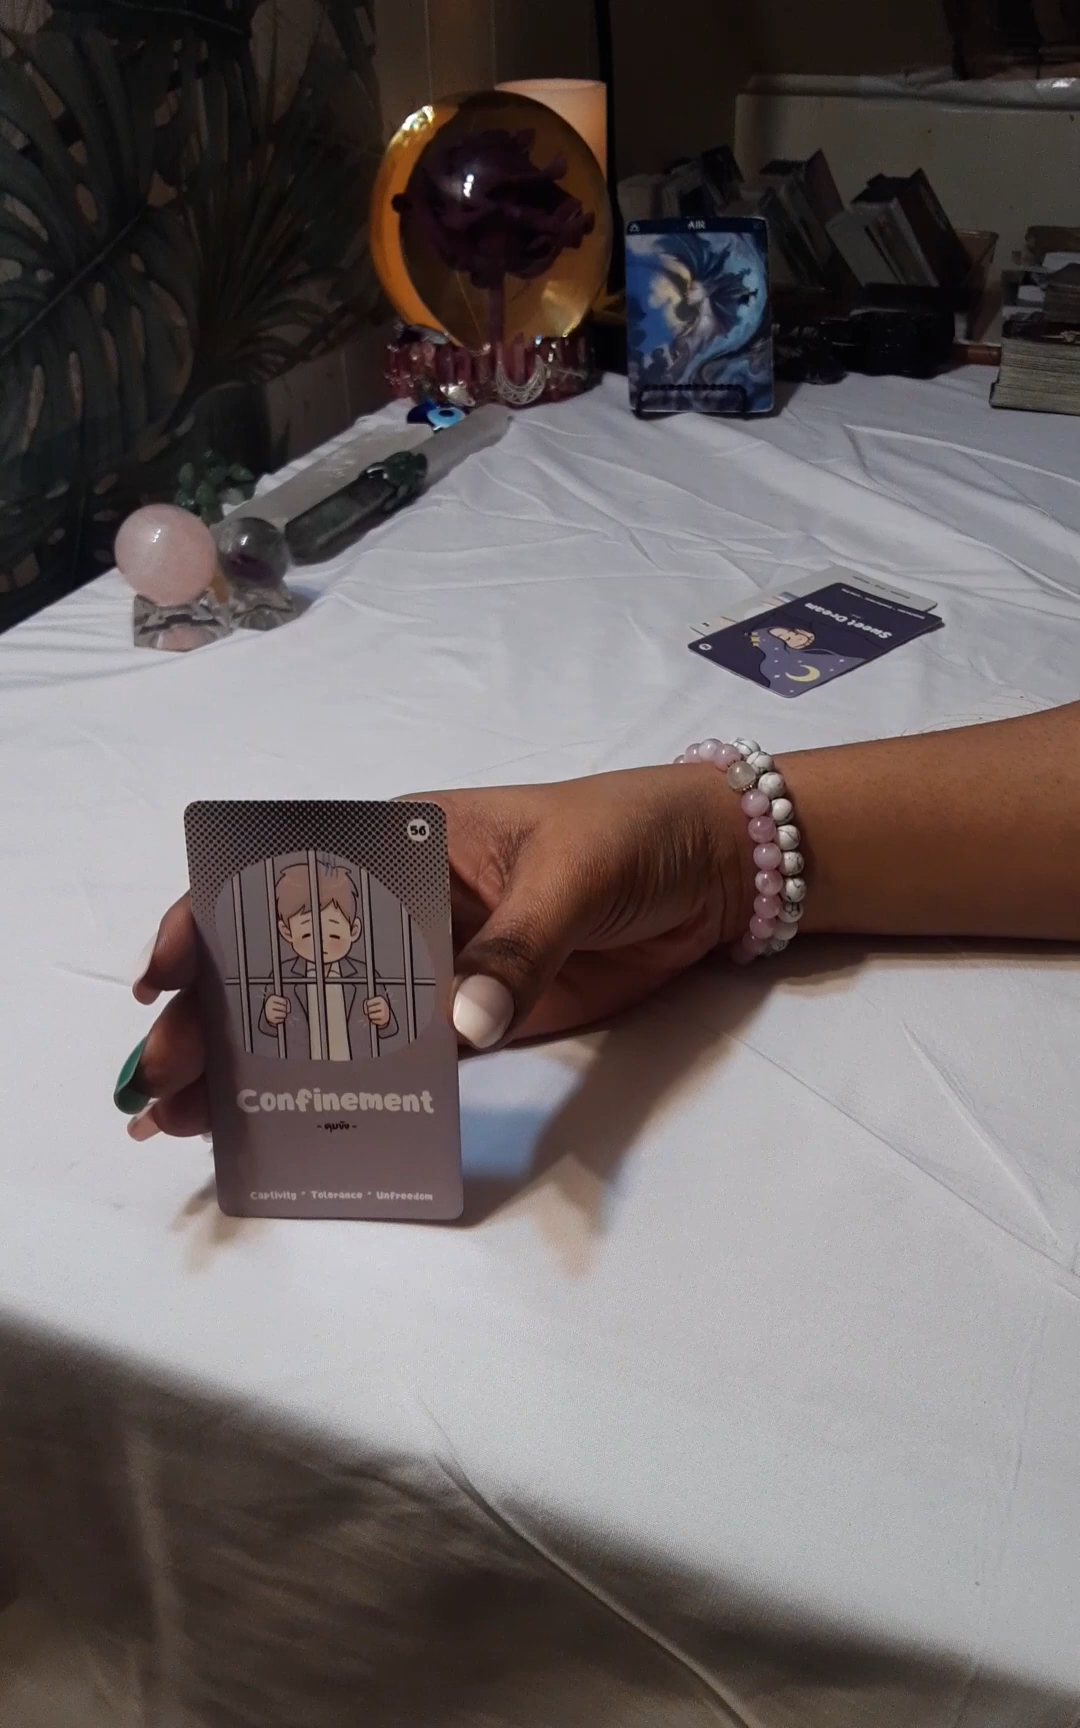 AIR
Sweet Dream
56
Confinement
- คุมขัง -
Captivity * Tolerance * Unfreedom